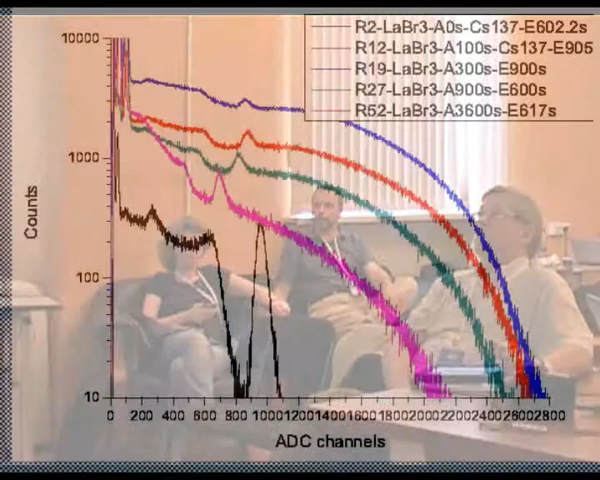 R2-LaBr3-A0s-Cs137-E602.2s
R12-LaBr3-A100s-Cs137-E905
R19-LaBr3-A300s-E900s
R27-LaBr3-A900s-E600s
R52-LaBr3-A3600s-E617s
10000
1000
100
10
Counts
0 200 400 600 800 1000 1200 1400 1600 1800 2000 2200 2400 2600 2800
ADC channels